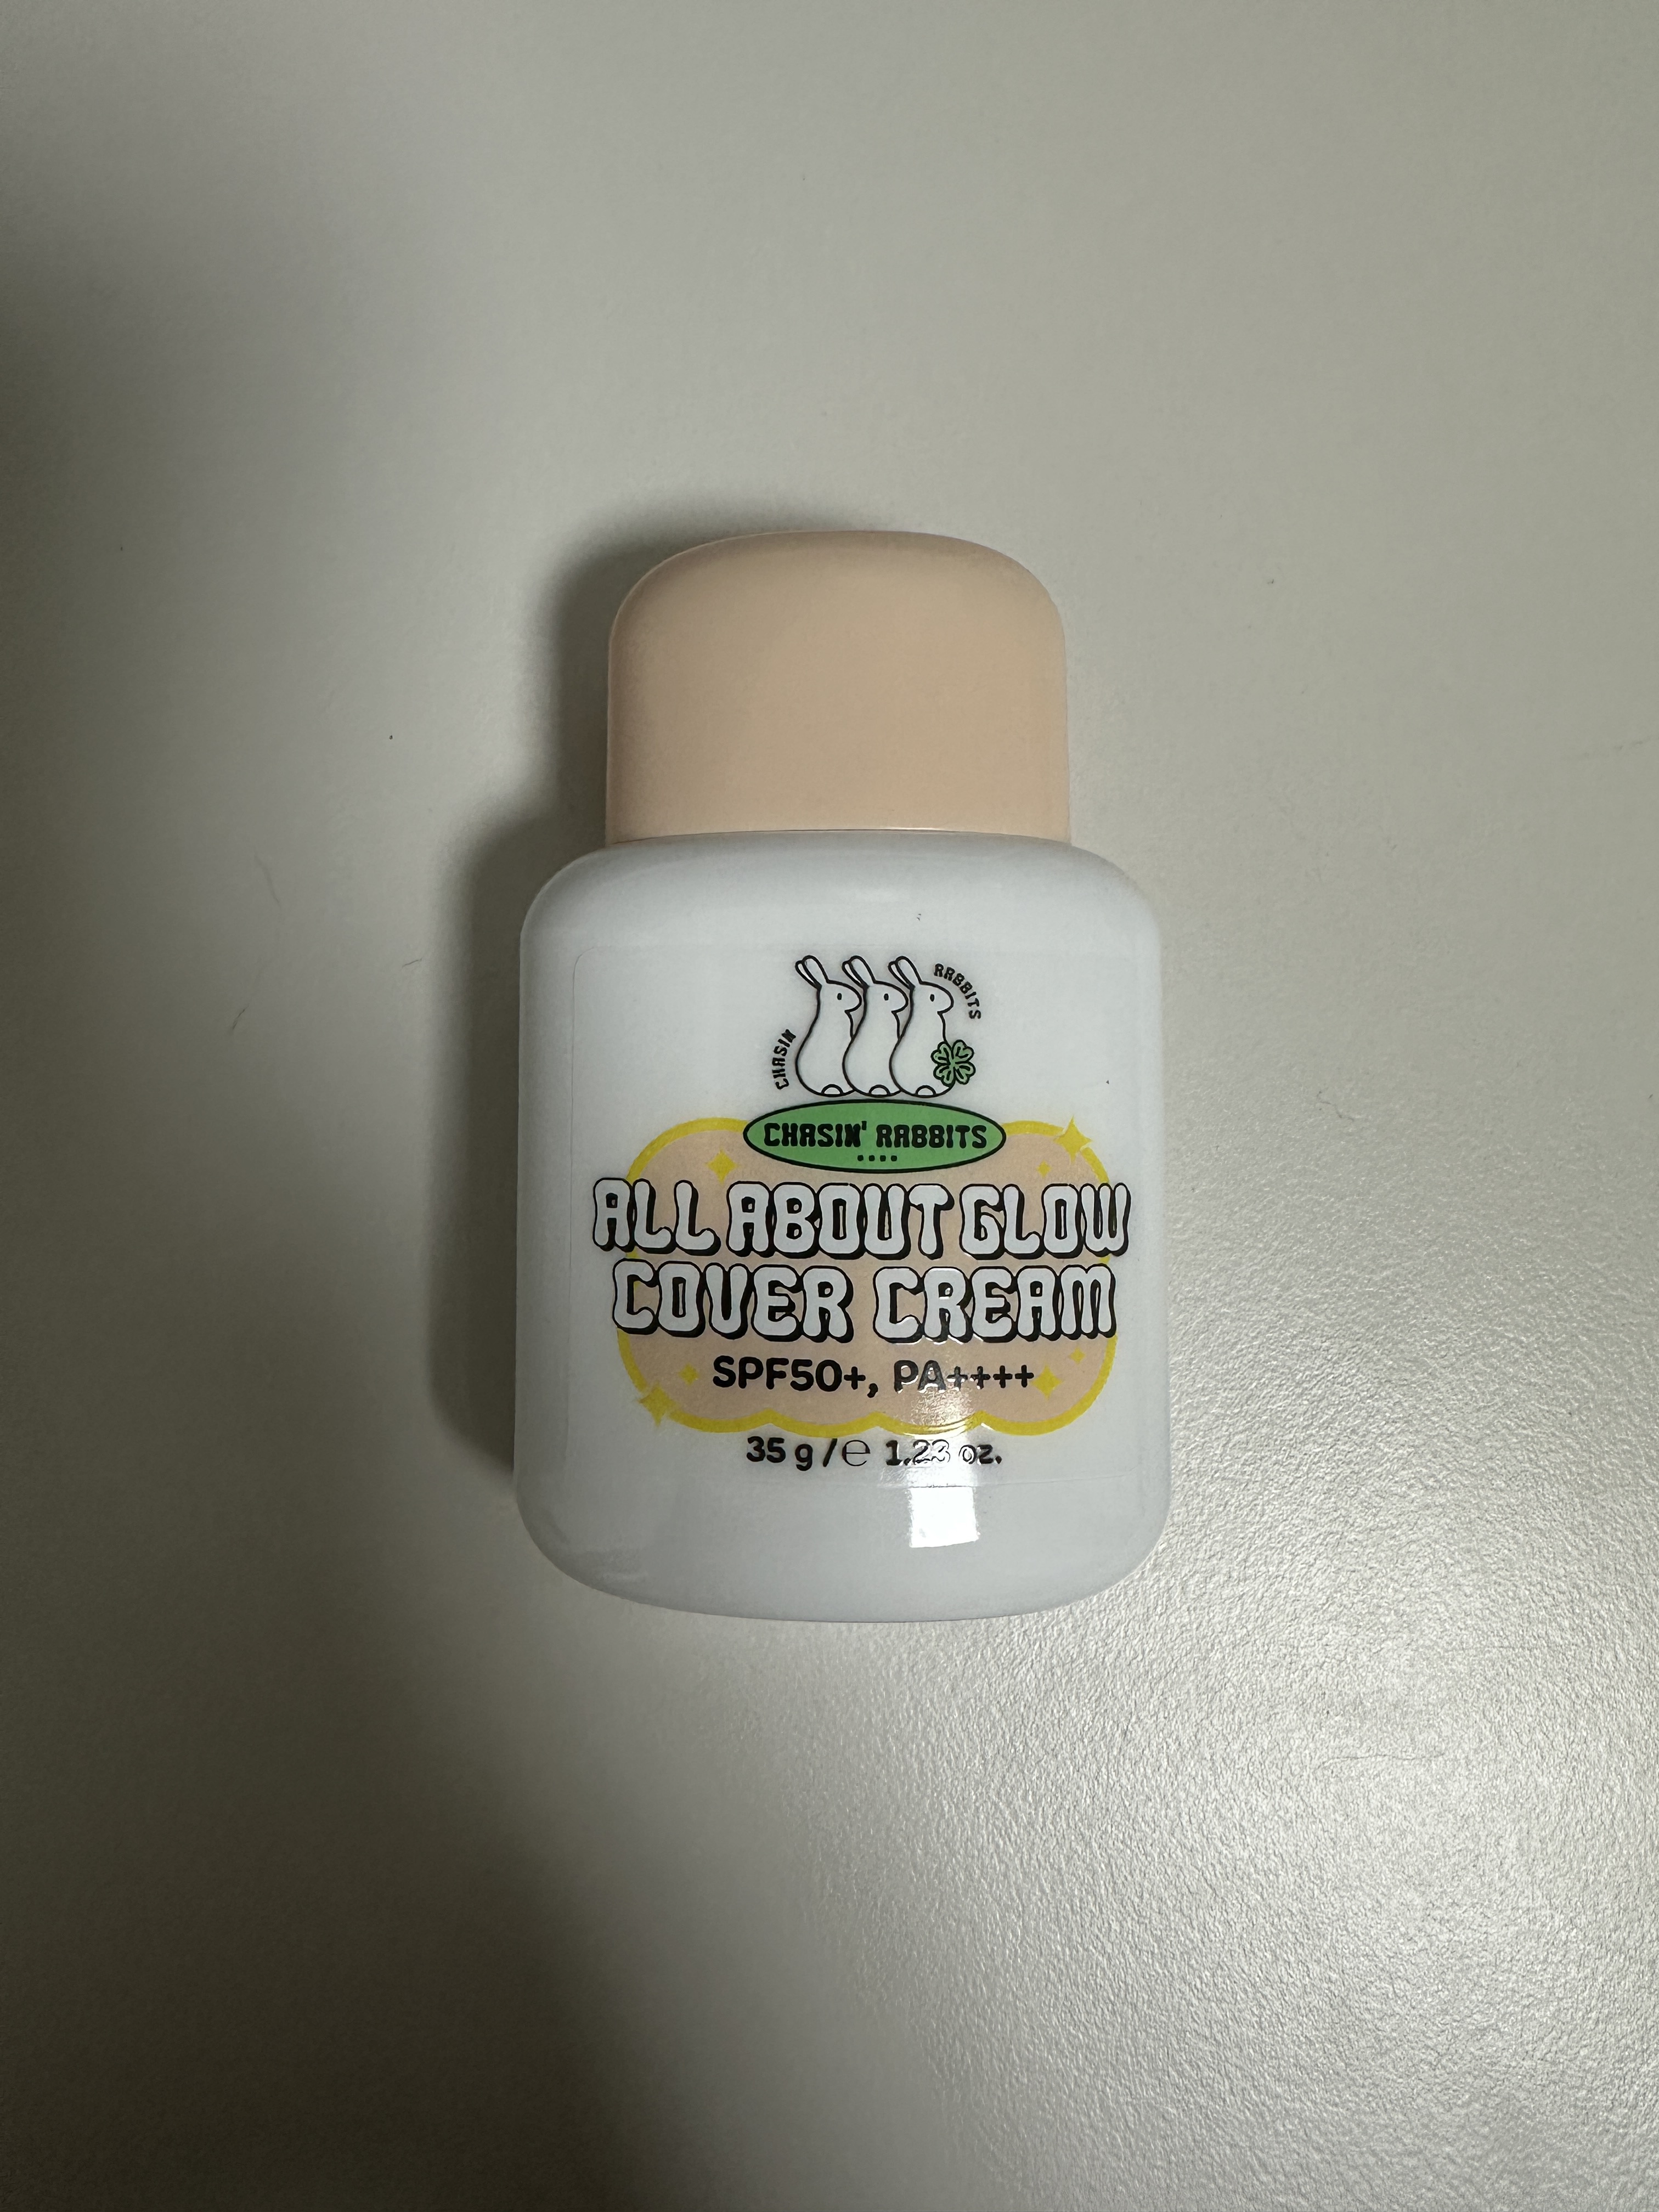 CHASIN RABBITS
CHASIN' RABBITS
ALL ABOUT GLOW
COVER CREAM
SPF50+, PA++++
35 g / ℮ 1.23 oz.